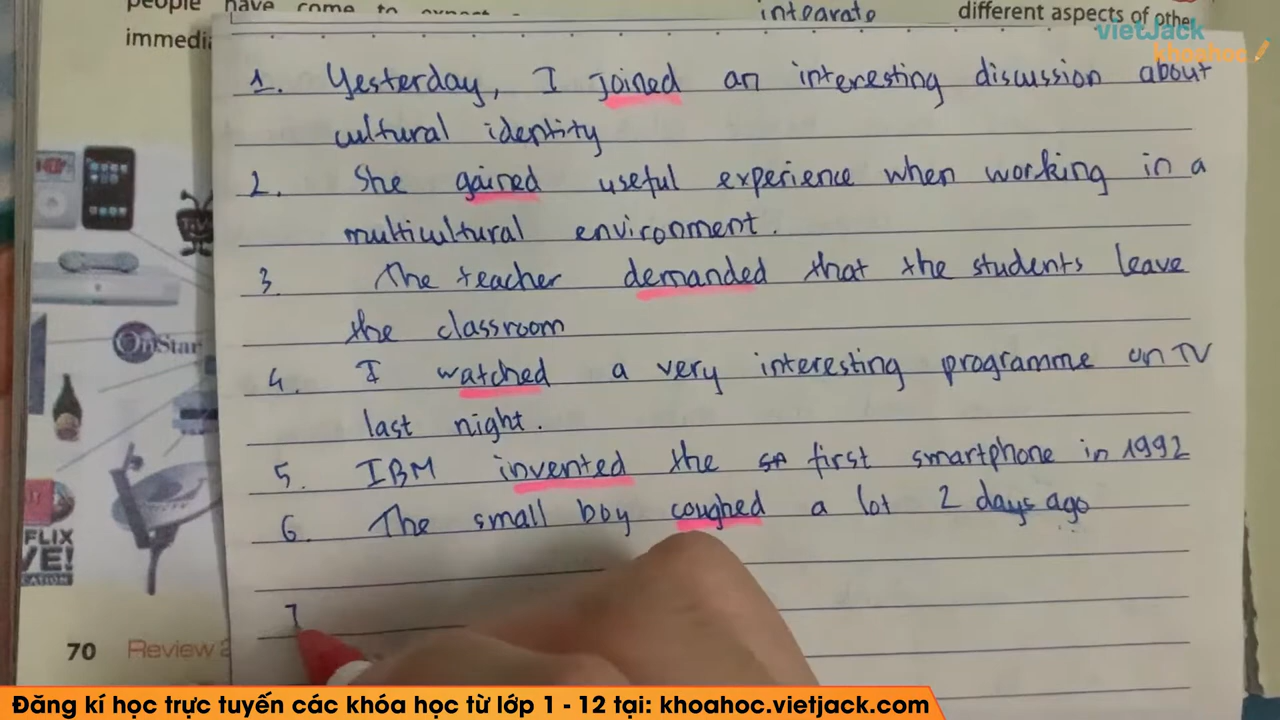 people have come to expect
immedi
integrate
different aspects of other
vietJack
khoahoc
1. Yesterday, I joined an interesting discussion about
cultural identity
2. She gained useful experience when working in a
multicultural environment.
3. The teacher demanded that the students leave
the classroom
4. I watched a very interesting programme on TV
last night.
5. IBM invented the first smartphone in 1992
6. The small boy coughed a lot 2 days ago
TiVo
OnStar
FLIX
VE!
70 Review 2
Đăng kí học trực tuyến các khóa học từ lớp 1 - 12 tại: khoahoc.vietjack.com